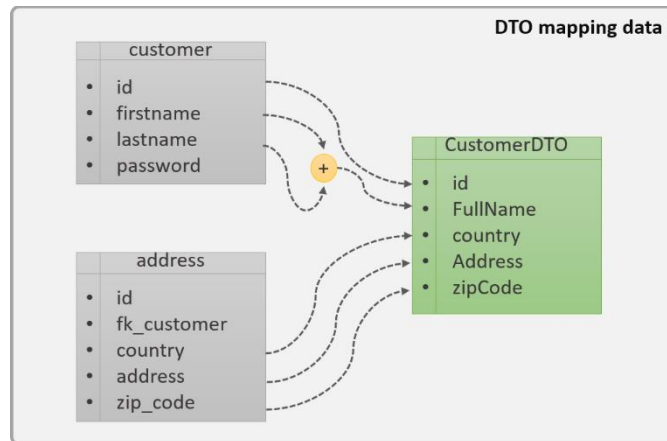 DTO mapping data
customer
• id
• firstname
• lastname
• password
+
CustomerDTO
• id
• FullName
• country
• Address
• zipCode
address
• id
• fk_customer
• country
• address
• zip_code